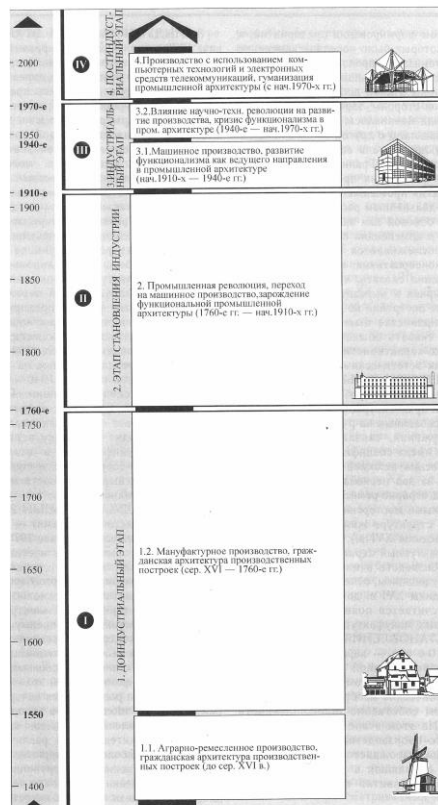 2000
1970-е
1950
1940-е
1910-е
1900
1850
1800
1760-е
1750
1700
1650
1600
1550
1400
IV
4. ПОСТИНДУСТ-
РИАЛЬНЫЙ ЭТАП
4.Производство с использованием ком-
пьютерных технологий и электронных
средств телекоммуникаций, гуманизация
промышленной архитектуры (с нач.1970-х гг.)
III
3.ИНДУСТРИАЛЬ-
НЫЙ ЭТАП
3.2.Влияние научно-техн. революции на разви-
тие производства, кризис функционализма в
пром. архитектуре (1940-е — нач.1970-х гг.)
3.1.Машинное производство, развитие
функционализма как ведущего направления
в промышленной архитектуре
(нач.1910-х — 1940-е гг.)
II
2. ЭТАП СТАНОВЛЕНИЯ ИНДУСТРИИ
2. Промышленная революция, переход
на машинное производство,зарождение
функциональной промышленной
архитектуры (1760-е гг. — нач.1910-х гг.)
I
1. ДОИНДУСТРИАЛЬНЫЙ ЭТАП
1.2. Мануфактурное производство, граж-
данская архитектура производственных
построек (сер. XVI — 1760-е гг.)
1.1. Аграрно-ремесленное производство,
гражданская архитектура производствен-
ных построек (до сер. XVI в.)